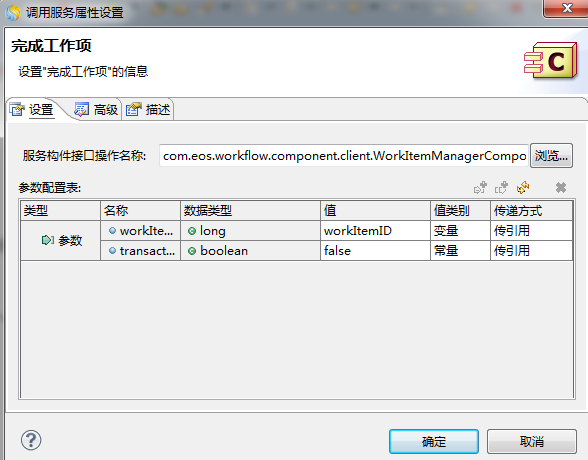 调用服务属性设置
完成工作项
设置"完成工作项"的信息
设置 高级 描述
服务构件接口操作名称: com.eos.workflow.component.client.WorkItemManagerCompo 浏览...
参数配置表:
类型 名称 数据类型 值 值类别 传递方式
参数 workIte... long workItemID 变量 传引用
transact... boolean false 常量 传引用
确定 取消